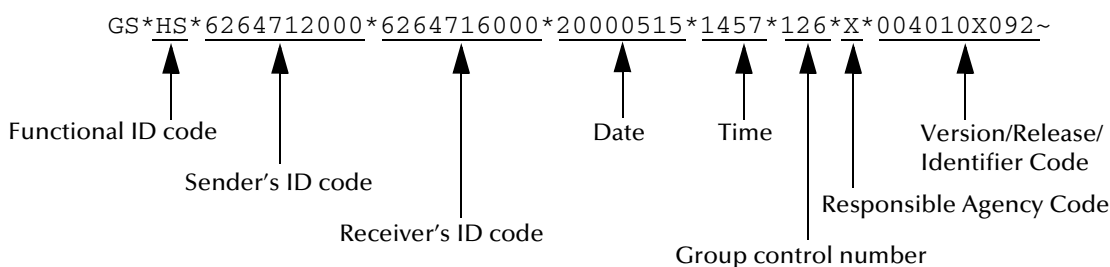 GS*HS*6264712000*6264716000*20000515*1457*126*X*004010X092~
Functional ID code
Date
Time
Version/Release/
Identifier Code
Sender's ID code
Responsible Agency Code
Receiver's ID code
Group control number